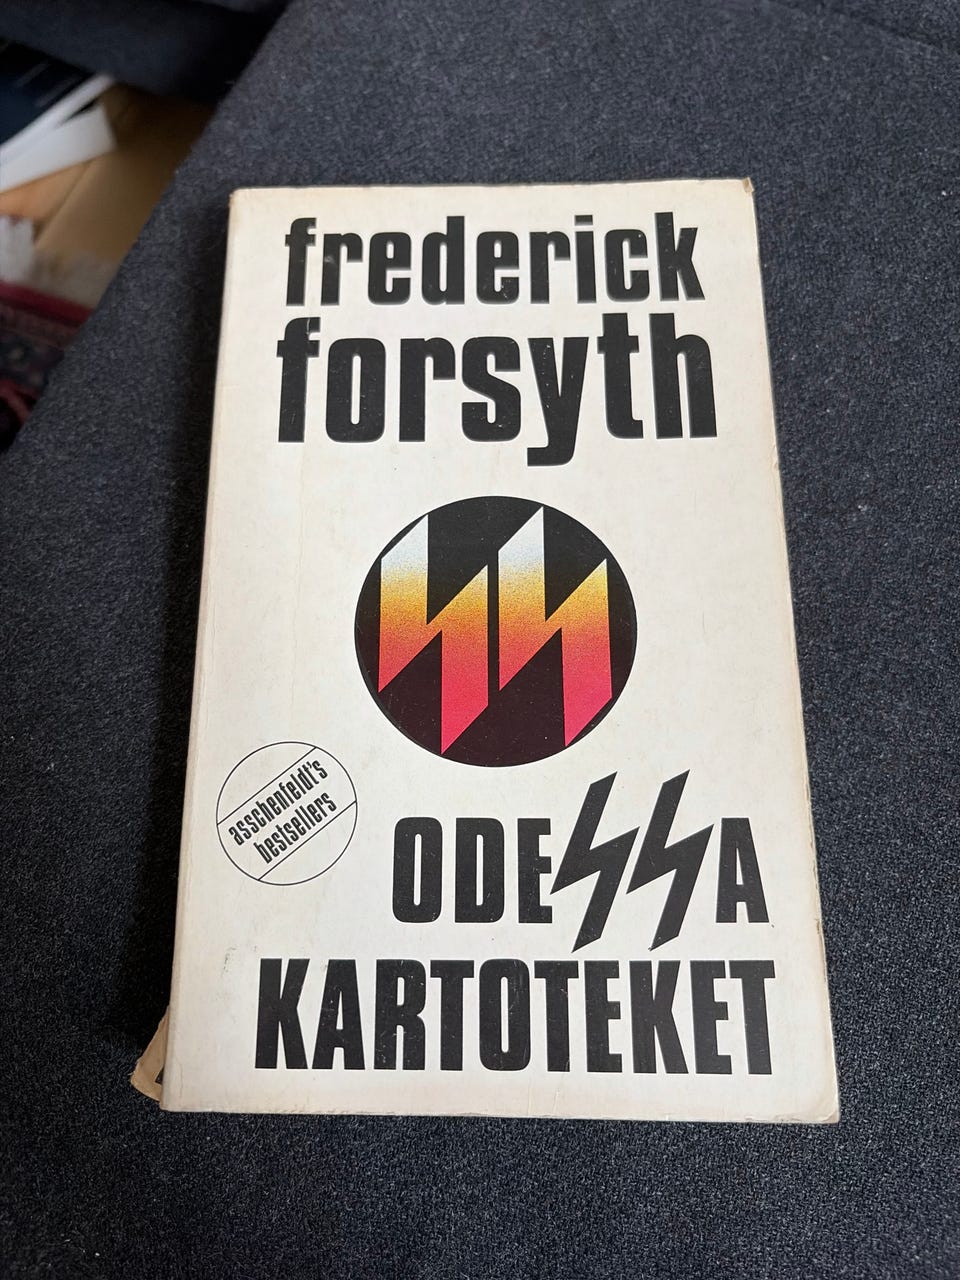 frederick
forsyth
asschenfeldt's
bestsellers
ODESSA
KARTOTEKET